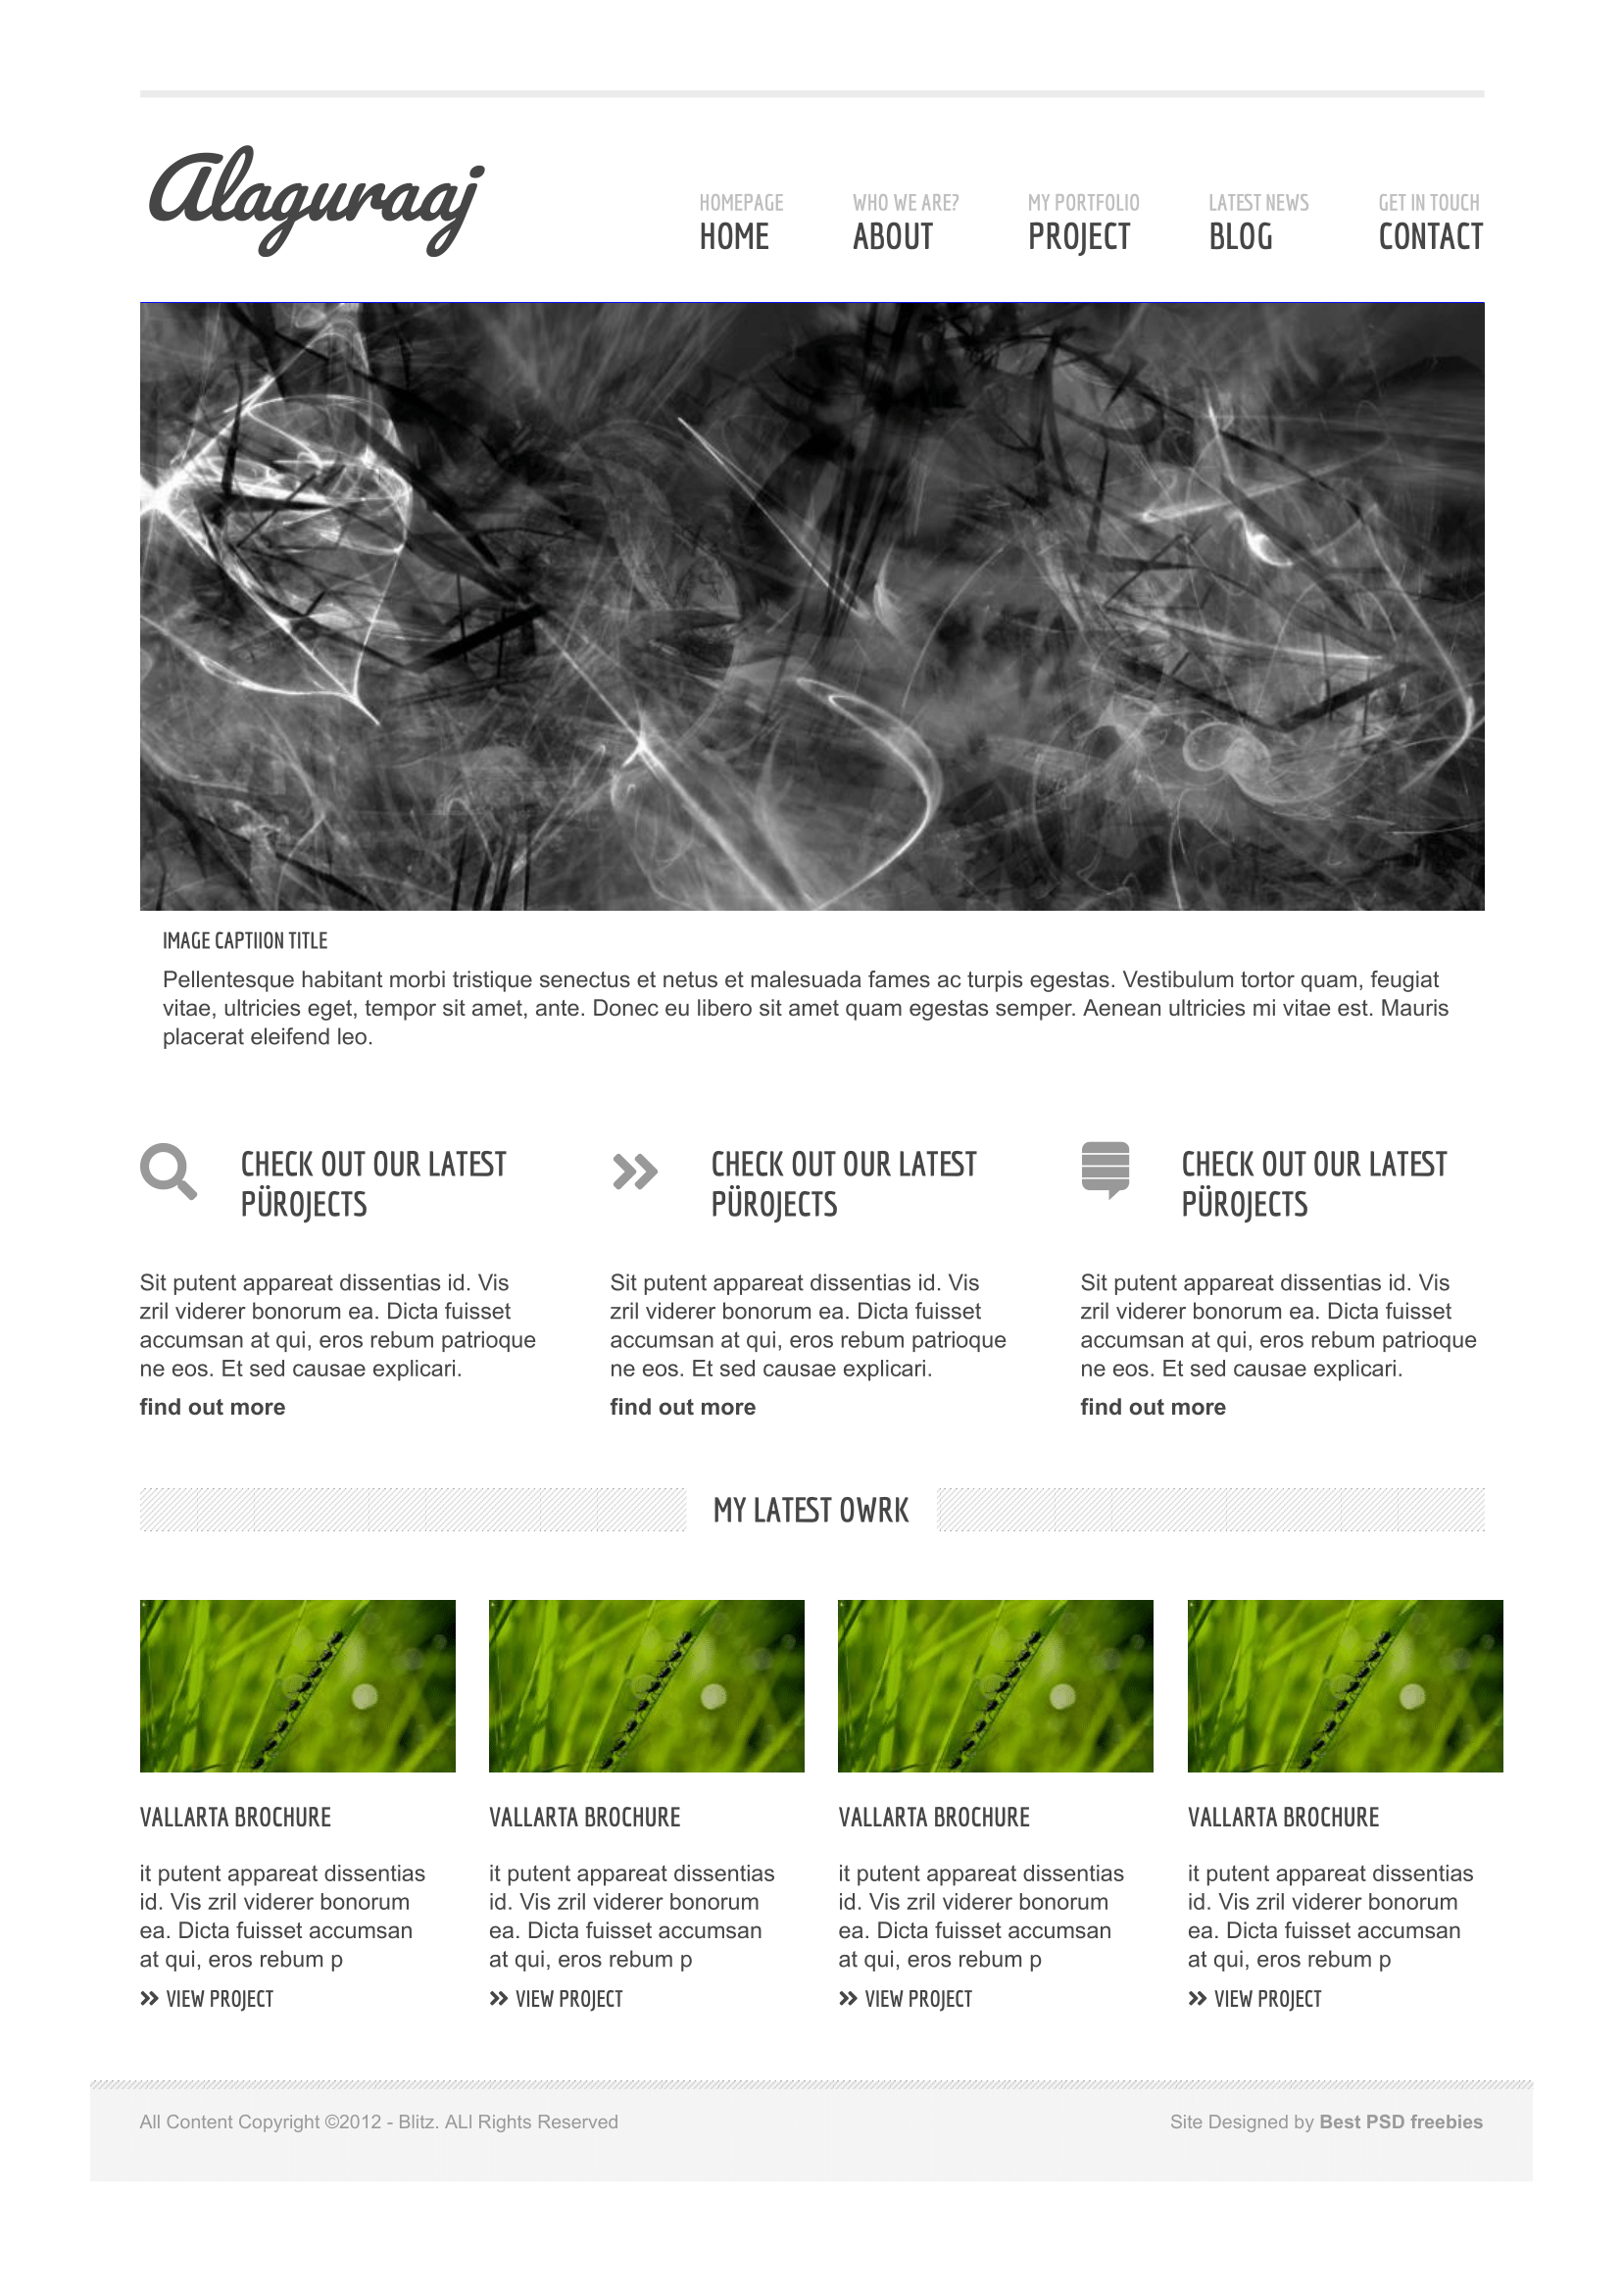 Alaguraaj
HOMEPAGE
HOME
WHO WE ARE?
ABOUT
MY PORTFOLIO
PROJECT
LATEST NEWS
BLOG
GET IN TOUCH
CONTACT
IMAGE CAPTIION TITLE
Pellentesque habitant morbi tristique senectus et netus et malesuada fames ac turpis egestas. Vestibulum tortor quam, feugiat
vitae, ultricies eget, tempor sit amet, ante. Donec eu libero sit amet quam egestas semper. Aenean ultricies mi vitae est. Mauris
placerat eleifend leo.
CHECK OUT OUR LATEST
PÜROJECTS
Sit putent appareat dissentias id. Vis
zril viderer bonorum ea. Dicta fuisset
accumsan at qui, eros rebum patrioque
ne eos. Et sed causae explicari.
find out more
CHECK OUT OUR LATEST
PÜROJECTS
Sit putent appareat dissentias id. Vis
zril viderer bonorum ea. Dicta fuisset
accumsan at qui, eros rebum patrioque
ne eos. Et sed causae explicari.
find out more
CHECK OUT OUR LATEST
PÜROJECTS
Sit putent appareat dissentias id. Vis
zril viderer bonorum ea. Dicta fuisset
accumsan at qui, eros rebum patrioque
ne eos. Et sed causae explicari.
find out more
MY LATEST OWRK
VALLARTA BROCHURE
it putent appareat dissentias
id. Vis zril viderer bonorum
ea. Dicta fuisset accumsan
at qui, eros rebum p
VIEW PROJECT
VALLARTA BROCHURE
it putent appareat dissentias
id. Vis zril viderer bonorum
ea. Dicta fuisset accumsan
at qui, eros rebum p
VIEW PROJECT
VALLARTA BROCHURE
it putent appareat dissentias
id. Vis zril viderer bonorum
ea. Dicta fuisset accumsan
at qui, eros rebum p
VIEW PROJECT
VALLARTA BROCHURE
it putent appareat dissentias
id. Vis zril viderer bonorum
ea. Dicta fuisset accumsan
at qui, eros rebum p
VIEW PROJECT
All Content Copyright ©2012 - Blitz. ALI Rights Reserved
Site Designed by Best PSD freebies